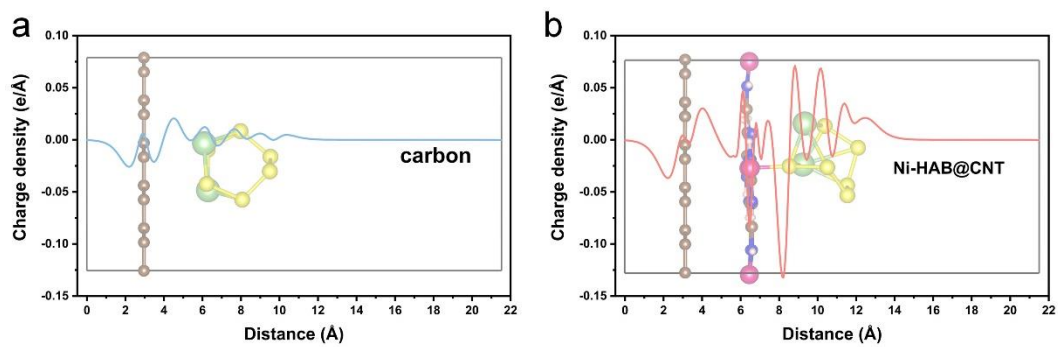 a
Charge density (e/Å)
0.10
0.05
0.00
-0.05
-0.10
-0.15
carbon
0 2 4 6 8 10 12 14 16 18 20 22
Distance (Å)
b
Charge density (e/Å)
0.10
0.05
0.00
-0.05
-0.10
-0.15
Ni-HAB@CNT
0 2 4 6 8 10 12 14 16 18 20 22
Distance (Å)